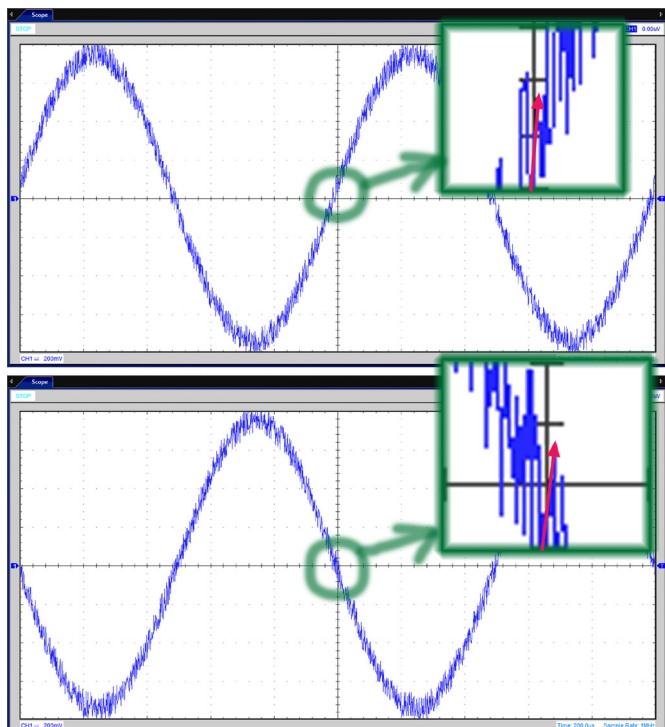 Scope
STOP
CH1 0.00uV
CH1 200mV
Scope
STOP
CH1 200mV
Time: 200.0us Sample Rate: 1MHz